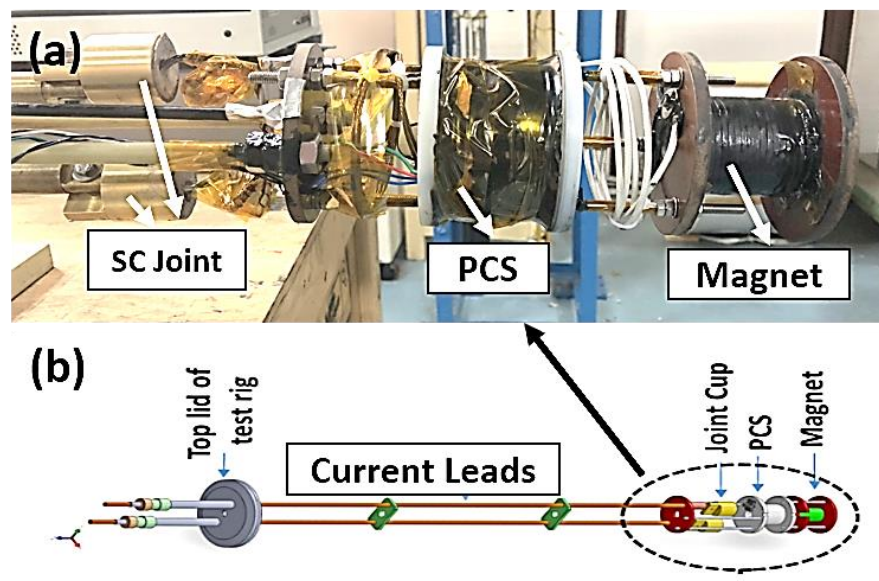 (a)
SC Joint
PCS
Magnet
(b)
Top lid of
test rig
Current Leads
Joint Cup
PCS
Magnet